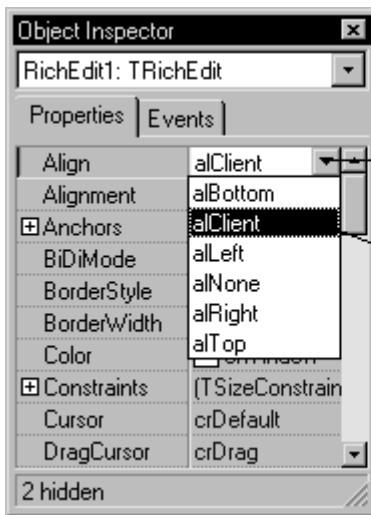 Object Inspector
RichEdit1: TRichEdit
Properties Events
Align alClient
Alignment alBottom
Anchors alClient
BiDiMode alLeft
BorderStyle alNone
BorderWidth alRight
Color alTop
Constraints (TSizeConstrain
Cursor crDefault
DragCursor crDrag
2 hidden